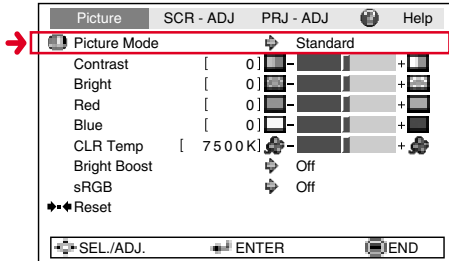 Picture SCR - ADJ PRJ - ADJ Help
Picture Mode Standard
Contrast [ 0] - +
Bright [ 0] - +
Red [ 0] - +
Blue [ 0] - +
CLR Temp [ 7500K] - +
Bright Boost Off
sRGB Off
Reset
SEL./ADJ. ENTER END